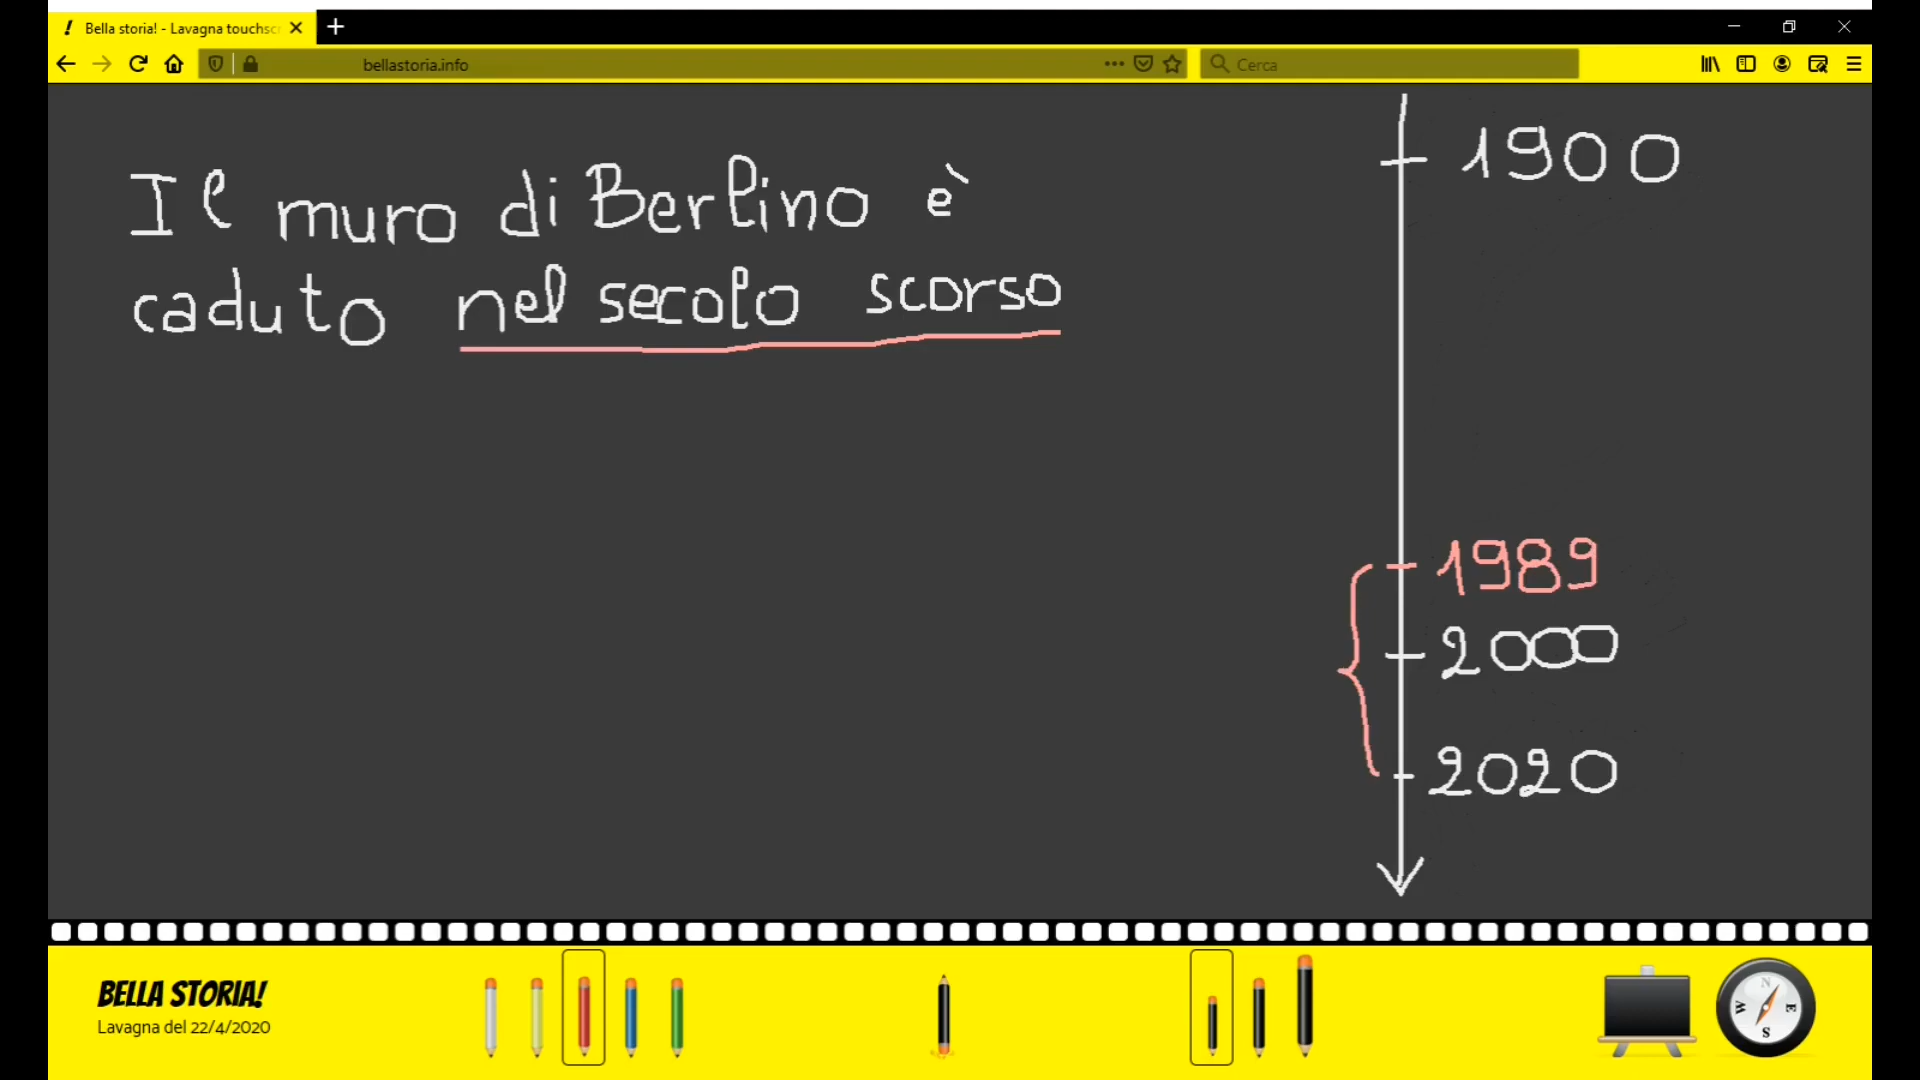 Bella storia! - Lavagna touchsc
bellastoria.info
Cerca
Il muro di Berlino è
caduto nel secolo scorso
1900
1989
2000
2020
BELLA STORIA!
Lavagna del 22/4/2020
N
W
E
S